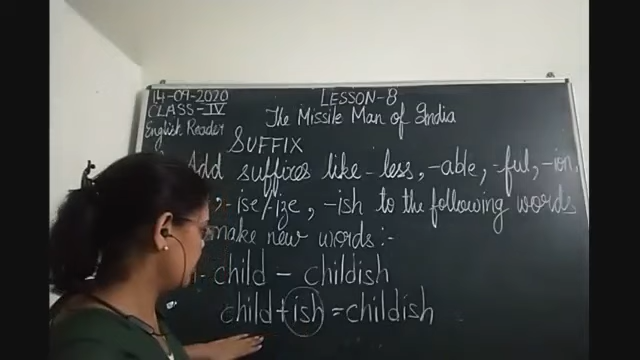 14-09-2020
CLASS-IV
English Reader
LESSON-8
The Missile Man of India
SUFFIX
Add suffixes like -less, -able, -ful, -ion,
, -ise/-ize, -ish to the following words
make new words:-
child - childish
child+ish=childish